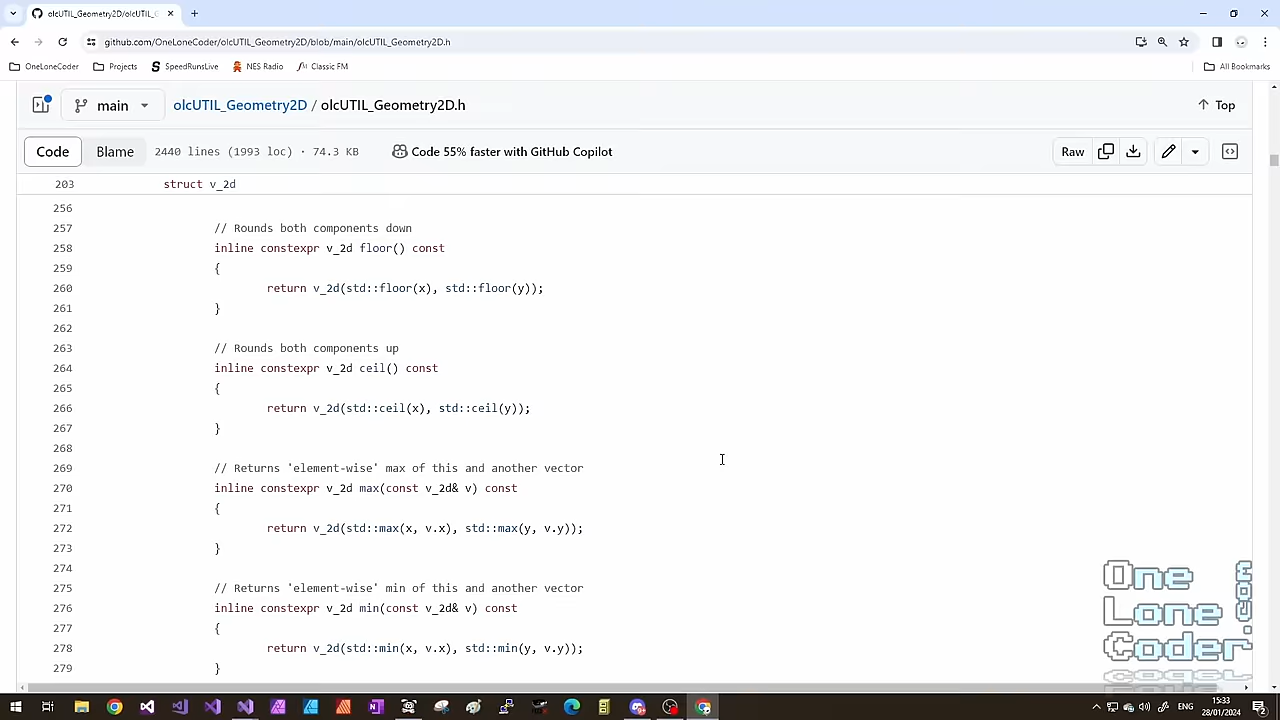 olcUTIL_Geometry2D/olcUTIL_G
github.com/OneLoneCoder/olcUTIL_Geometry2D/blob/main/olcUTIL_Geometry2D.h
OneLoneCoder Projects SpeedRunsLive NES Radio Classic FM All Bookmarks
main olcUTIL_Geometry2D / olcUTIL_Geometry2D.h Top
Code Blame 2440 lines (1993 loc) · 74.3 KB Code 55% faster with GitHub Copilot Raw
203 struct v_2d
256
257 // Rounds both components down
258 inline constexpr v_2d floor() const
259 {
260 return v_2d(std::floor(x), std::floor(y));
261 }
262
263 // Rounds both components up
264 inline constexpr v_2d ceil() const
265 {
266 return v_2d(std::ceil(x), std::ceil(y));
267 }
268
269 // Returns 'element-wise' max of this and another vector
270 inline constexpr v_2d max(const v_2d& v) const
271 {
272 return v_2d(std::max(x, v.x), std::max(y, v.y));
273 }
274
275 // Returns 'element-wise' min of this and another vector
276 inline constexpr v_2d min(const v_2d& v) const
277 {
278 return v_2d(std::min(x, v.x), std::min(y, v.y));
279 }
One
Lone
Coder
.com
ENG 15:33
28/01/2024